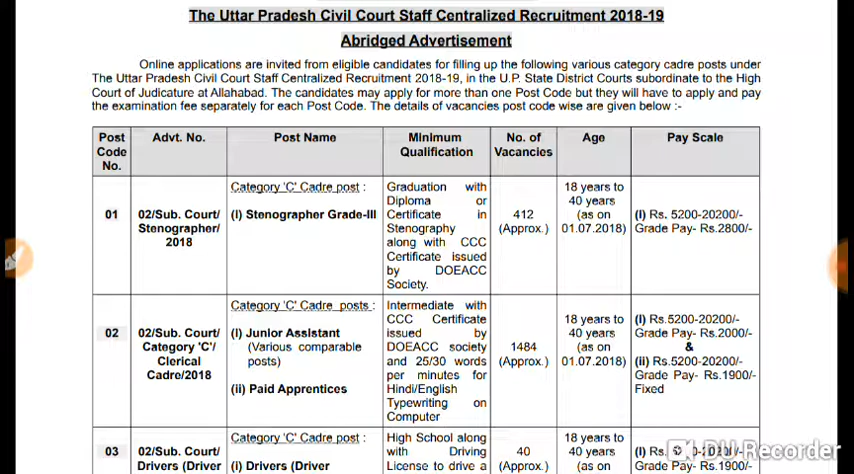 The Uttar Pradesh Civil Court Staff Centralized Recruitment 2018-19
Abridged Advertisement
Online applications are invited from eligible candidates for filling up the following various category cadre posts under
The Uttar Pradesh Civil Court Staff Centralized Recruitment 2018-19, in the U.P. State District Courts subordinate to the High
Court of Judicature at Allahabad. The candidates may apply for more than one Post Code but they will have to apply and pay
the examination fee separately for each Post Code. The details of vacancies post code wise are given below :-
Post
Code
No.
Advt. No.
Post Name
Minimum
Qualification
No. of
Vacancies
Age
Pay Scale
01
02/Sub. Court/
Stenographer/
2018
Category 'C' Cadre post :
(i) Stenographer Grade-III
Graduation with
Diploma or
Certificate in
Stenography
along with CCC
Certificate issued
by DOEACC
Society.
412
(Approx.)
18 years to
40 years
(as on
01.07.2018)
(i) Rs. 5200-20200/-
Grade Pay- Rs.2800/-
02
02/Sub. Court/
Category 'C'/
Clerical
Cadre/2018
Category 'C' Cadre posts :
(i) Junior Assistant
(Various comparable
posts)
(ii) Paid Apprentices
Intermediate with
CCC Certificate
issued by
DOEACC society
and 25/30 words
per minutes for
Hindi/English
Typewriting on
Computer
1484
(Approx.)
18 years to
40 years
(as on
01.07.2018)
(i) Rs.5200-20200/-
Grade Pay- Rs.2000/-
&
(ii) Rs.5200-20200/-
Grade Pay- Rs.1900/-
Fixed
03
02/Sub. Court/
Drivers (Driver
Category 'C' Cadre post :
(i) Drivers (Driver
High School along
with Driving
License to drive a
40
(Approx.)
18 years to
40 years
(as on
(i) Rs. 5200-20200/-
Grade Pay- Rs.1900/-
DU Recorder